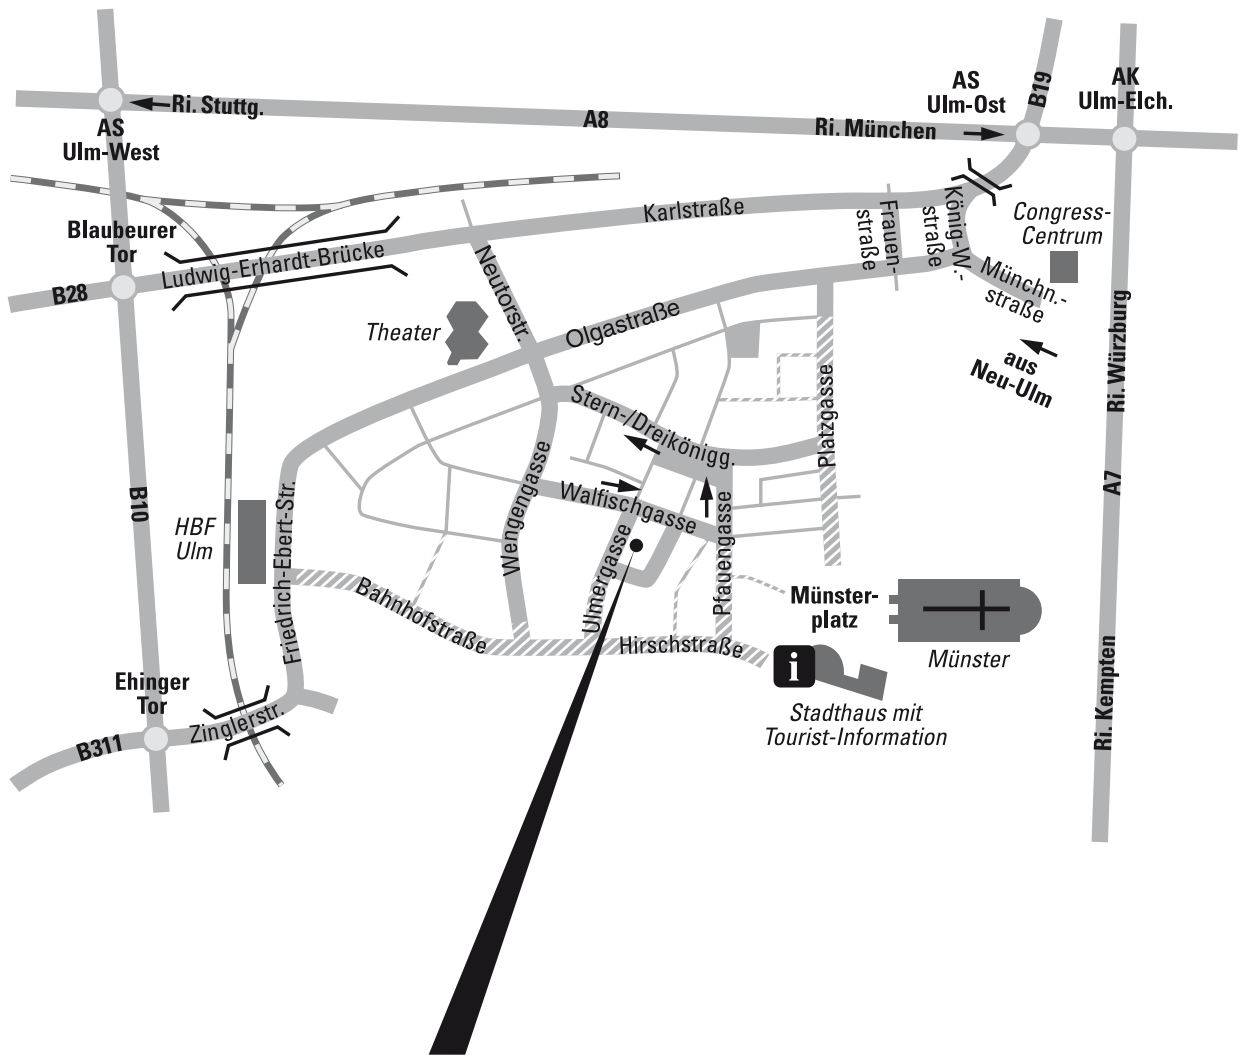 AS
Ulm-West
Ri. Stuttg.
A8
Ri. München
AS
Ulm-Ost
B19
AK
Ulm-Elch.
Blaubeurer
Tor
B28
Ludwig-Erhardt-Brücke
Karlstraße
Frauen-
straße
König-W.-
straße
Congress-
Centrum
Münchn.-
straße
aus
Neu-Ulm
Ri. Würzburg
A7
Ri. Kempten
Neutorstr.
Theater
Olgastraße
Stern-/Dreikönigg.
Platzgasse
B10
HBF
Ulm
Friedrich-Ebert-Str.
Wengengasse
Walfischgasse
Ulmergasse
Pfauengasse
Bahnhofstraße
Hirschstraße
Münster-
platz
Münster
i
Stadthaus mit
Tourist-Information
Ehinger
Tor
B311
Zinglerstr.